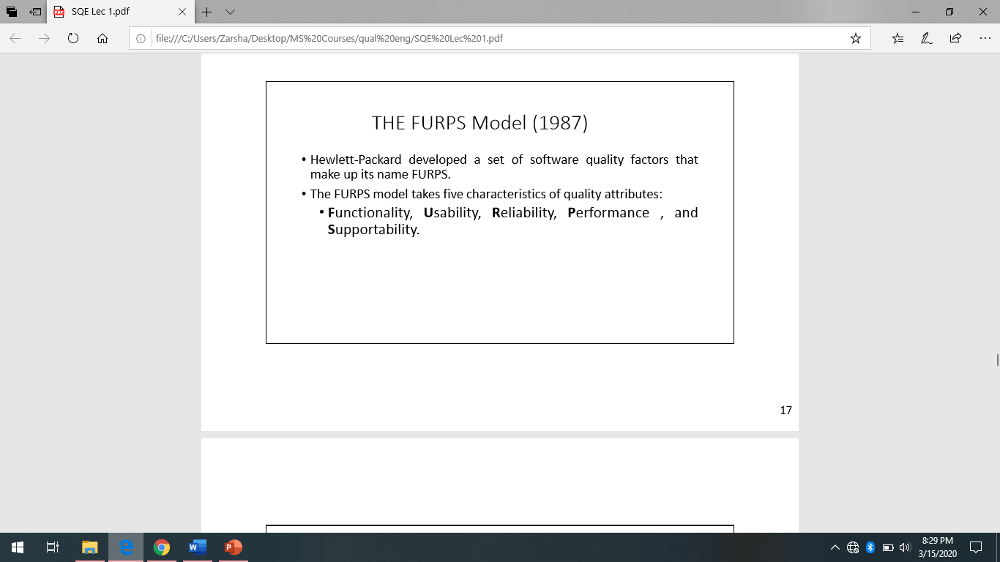 SQE Lec 1.pdf
file:///C:/Users/Zarsha/Desktop/MS%20Courses/qual%20eng/SQE%20Lec%201.pdf
THE FURPS Model (1987)
• Hewlett-Packard developed a set of software quality factors that
make up its name FURPS.
• The FURPS model takes five characteristics of quality attributes:
• Functionality, Usability, Reliability, Performance , and
Supportability.
17
8:29 PM
3/15/2020